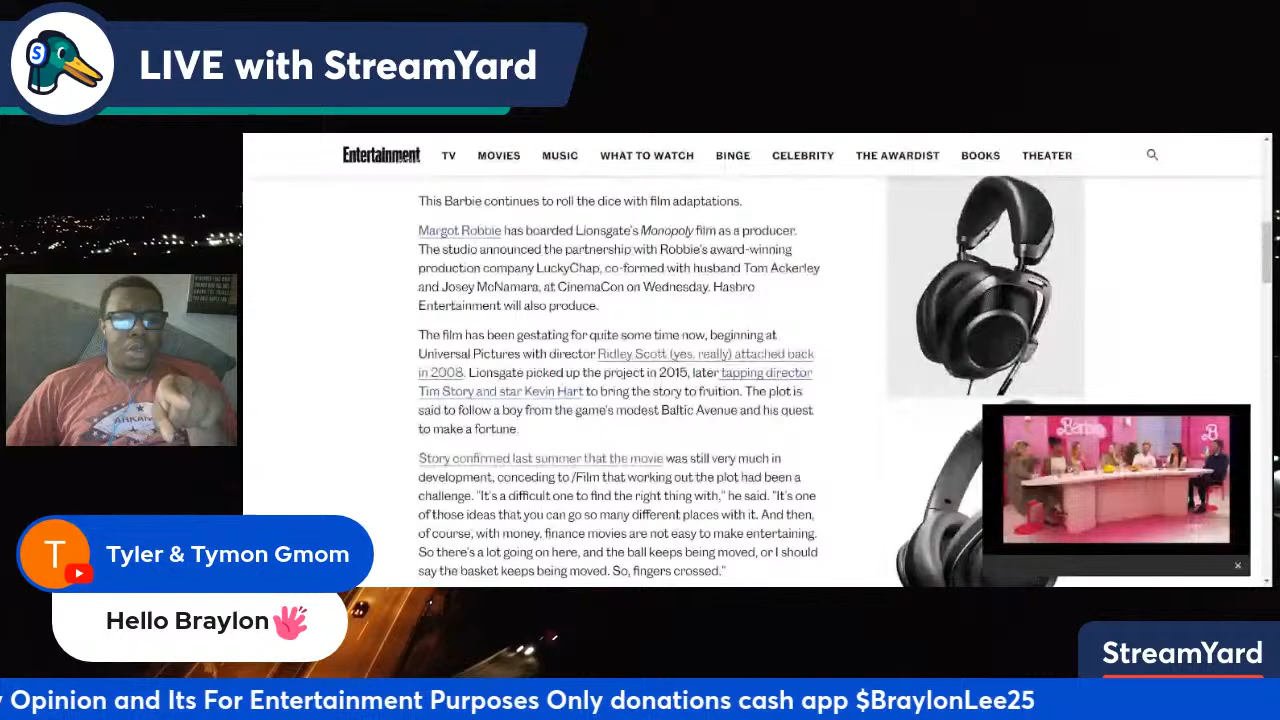 LIVE with StreamYard
Entertainment TV MOVIES MUSIC WHAT TO WATCH BINGE CELEBRITY THE AWARDIST BOOKS THEATER
This Barbie continues to roll the dice with film adaptations.
Margot Robbie has boarded Lionsgate's Monopoly film as a producer.
The studio announced the partnership with Robbie's award-winning
production company LuckyChap, co-formed with husband Tom Ackerley
and Josey McNamara, at CinemaCon on Wednesday. Hasbro
Entertainment will also produce.
The film has been gestating for quite some time now, beginning at
Universal Pictures with director Ridley Scott (yes, really) attached back
in 2008. Lionsgate picked up the project in 2015, later tapping director
Tim Story and star Kevin Hart to bring the story to fruition. The plot is
said to follow a boy from the game's modest Baltic Avenue and his quest
to make a fortune.
Story confirmed last summer that the movie was still very much in
development, conceding to /Film that working out the plot had been a
challenge. "It's a difficult one to find the right thing with," he said. "It's one
of those ideas that you can go so many different places with it. And then,
of course, with money, finance movies are not easy to make entertaining.
So there's a lot going on here, and the ball keeps being moved, or I should
say the basket keeps being moved. So, fingers crossed."
Barbie
B
ARKAN
T
Tyler & Tymon Gmom
Hello Braylon
StreamYard
Opinion and Its For Entertainment Purposes Only donations cash app $BraylonLee25